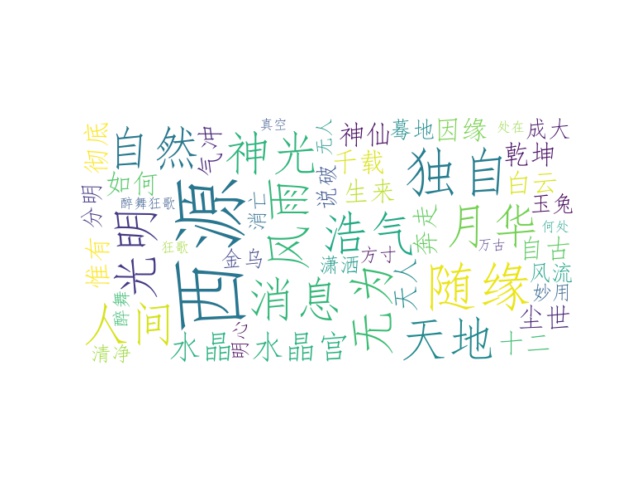 彻底
自然
气冲
神光
真空
无人
神仙
蓦地
因缘
处在
成大
千载
独自
乾坤
如何
分明
醉舞狂歌
西源
消亡
风雨
说破
生来
白云
玉兔
惟有
光明
狂歌
浩气
奔走
月华
何处
万古
自古
金乌
潇洒
方寸
天人
随缘
风流
妙用
醉舞
人间
消息
无为
尘世
清净
水晶
明心
水晶宫
天地
十二